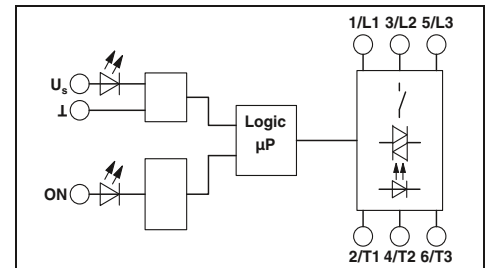 1/L1 3/L2 5/L3
Us
⊥
Logic
µP
ON
2/T1 4/T2 6/T3